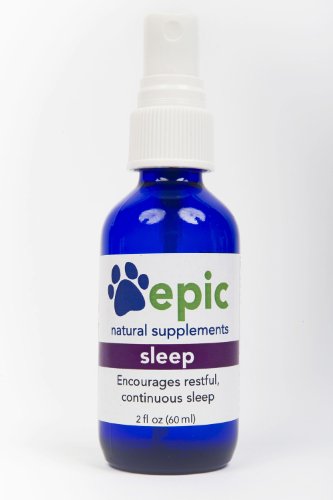 epic
natural supplements
sleep
Encourages restful,
continuous sleep
2 fl oz (60 ml)